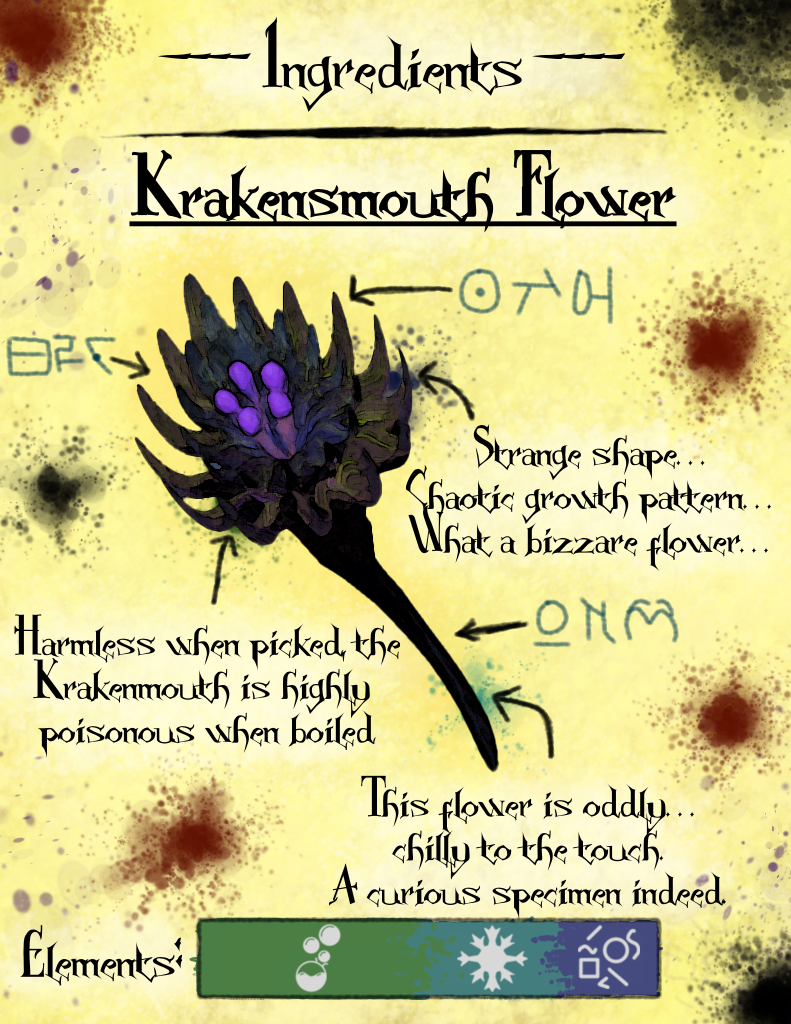 Ingredients
Krakensmouth Flower
Strange shape...
Chaotic growth pattern...
What a bizzare flower...
Harmless when picked, the
Krakenmouth is highly
poisonous when boiled.
This flower is oddly...
chilly to the touch.
A curious specimen indeed.
Elements: